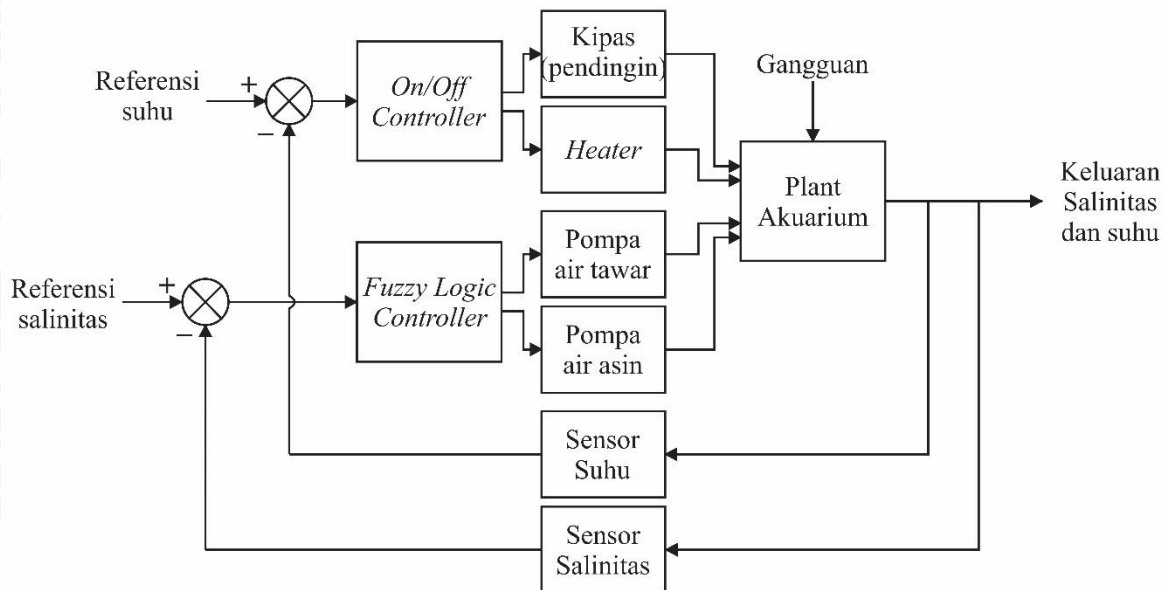 Referensi
suhu
+
−
On/Off
Controller
Kipas
(pendingin)
Heater
Gangguan
Plant
Akuarium
Keluaran
Salinitas
dan suhu
Referensi
salinitas
+
−
Fuzzy Logic
Controller
Pompa
air tawar
Pompa
air asin
Sensor
Suhu
Sensor
Salinitas